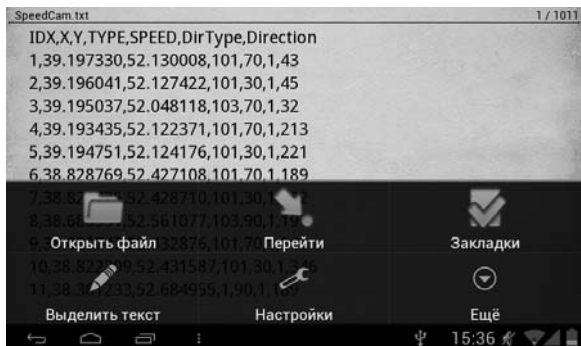 SpeedCam.txt 1 / 1011
IDX,X,Y,TYPE,SPEED,DirType,Direction
1,39.197330,52.130008,101,70,1,43
2,39.196041,52.127422,101,30,1,45
3,39.195037,52.048118,103,70,1,32
4,39.193435,52.122371,101,70,1,213
5,39.194751,52.124176,101,30,1,221
6,38.828769,52.427108,101,70,1,189
Открыть файл Перейти Закладки
Выделить текст Настройки Ещё
15:36